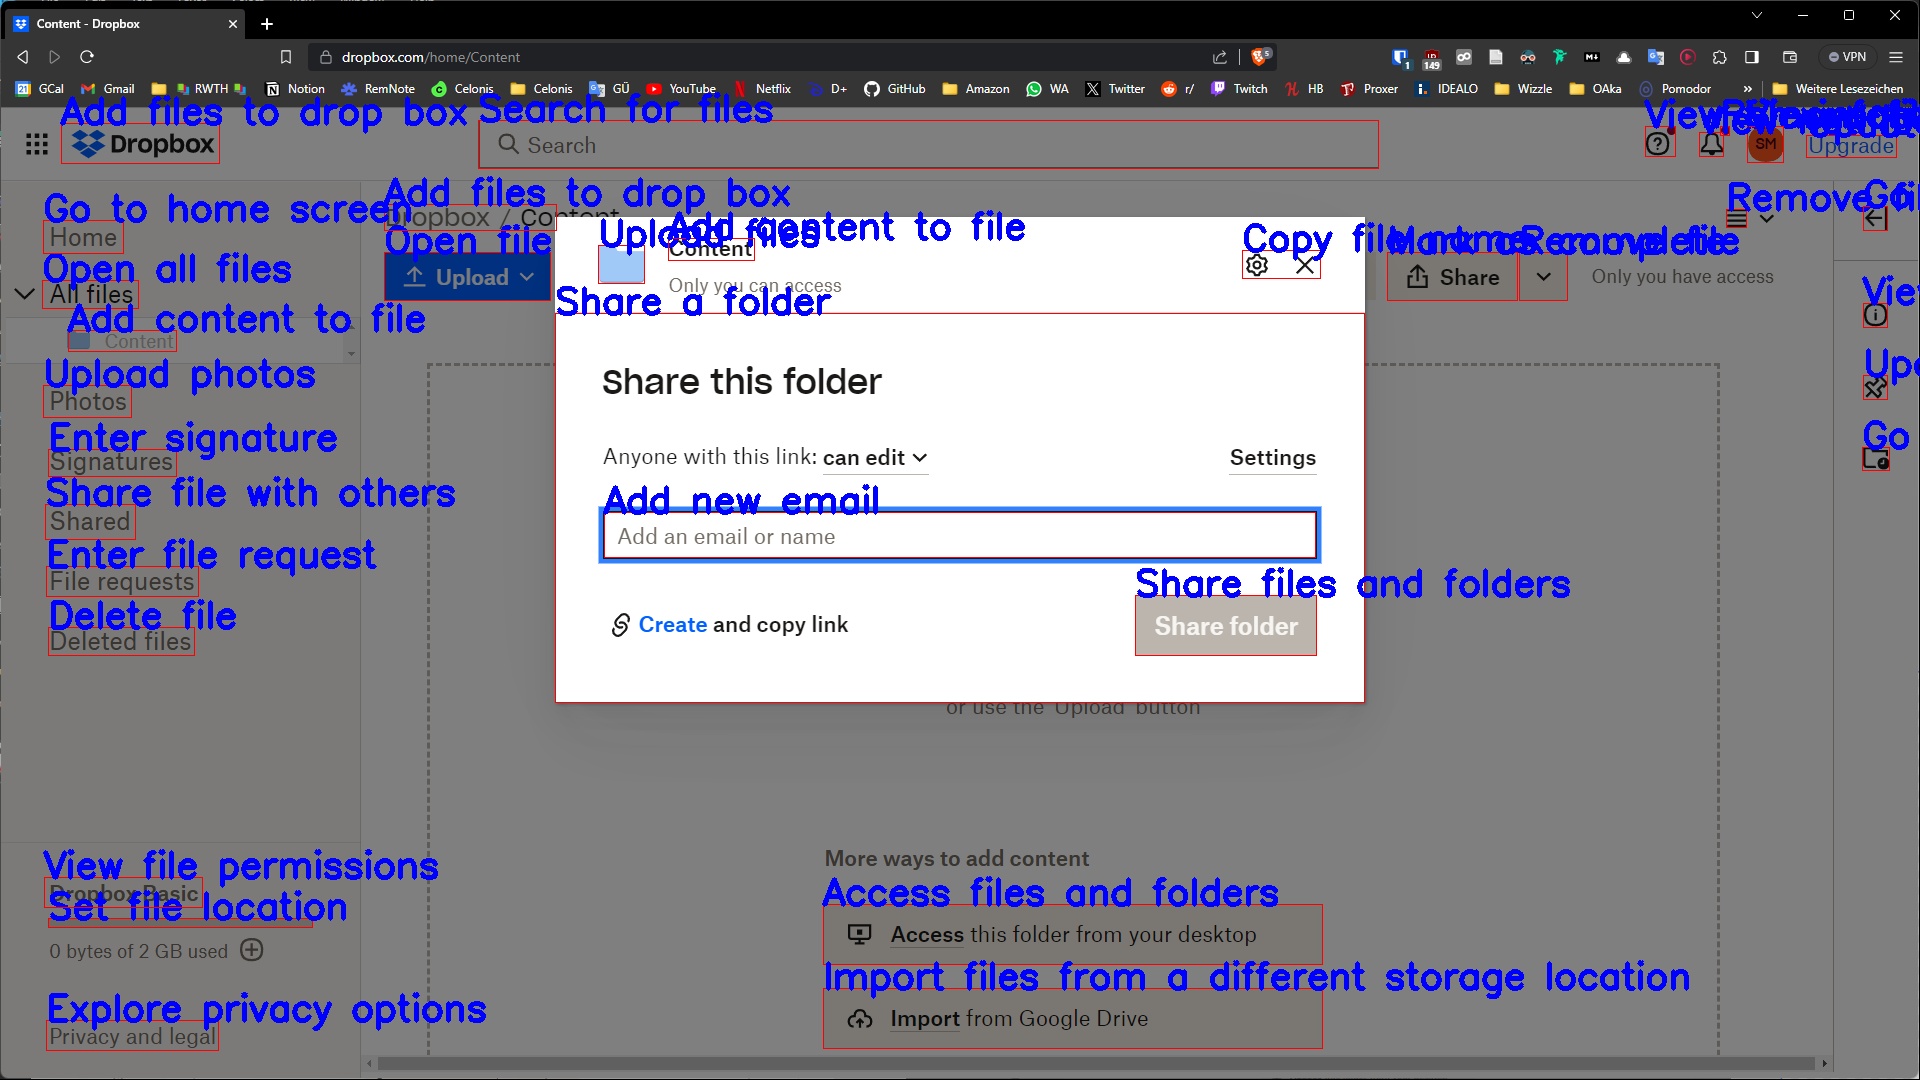 Content - Dropbox
dropbox.com/home/Content
VPN
GCal Gmail RWTH Notion RemNote Celonis Celonis GÜ YouTube Netflix D+ GitHub Amazon WA Twitter r/ Twitch HB Proxer IDEALO Wizzle OAka Pomodor » Weitere Lesezeichen
Add files to drop box
Search for files
Dropbox
Search
SM
Upgrade
Add files to drop box
Go to home screen
Dropbox / Content
Home
Open file
Upload files
Add content to file
Content
Copy file name
Mark as complete
Remove file
Upload
Only you can access
Share
Only you have access
Open all files
All files
Share a folder
Add content to file
Content
Share this folder
Upload photos
Photos
Enter signature
Signatures
Anyone with this link: can edit
Settings
Share file with others
Shared
Add new email
Add an email or name
Enter file request
File requests
Share files and folders
Delete file
Deleted files
Create and copy link
Share folder
or use the 'Upload' button
View file permissions
Dropbox Basic
Set file location
0 bytes of 2 GB used
More ways to add content
Access files and folders
Access this folder from your desktop
Import files from a different storage location
Import from Google Drive
Explore privacy options
Privacy and legal